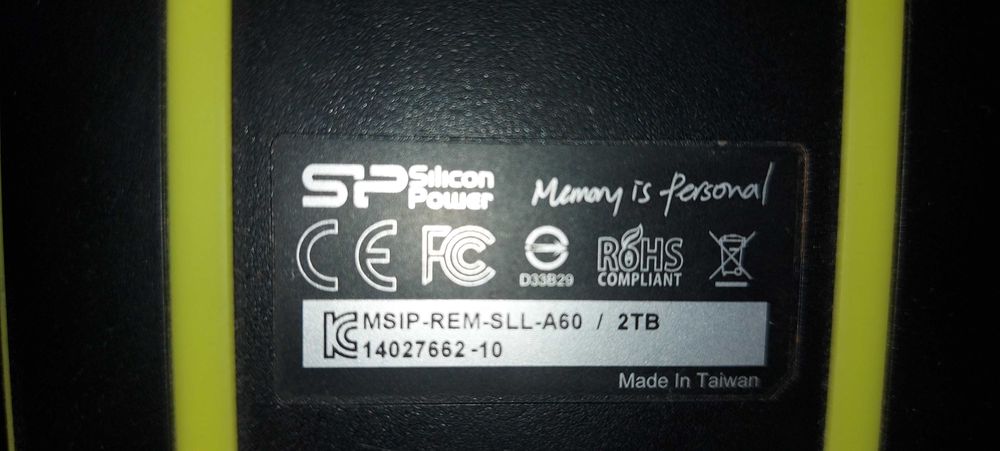 SP Silicon Power
Memory is Personal
CE FC D33B29 RoHS COMPLIANT
MSIP-REM-SLL-A60 / 2TB
14027662-10
Made In Taiwan